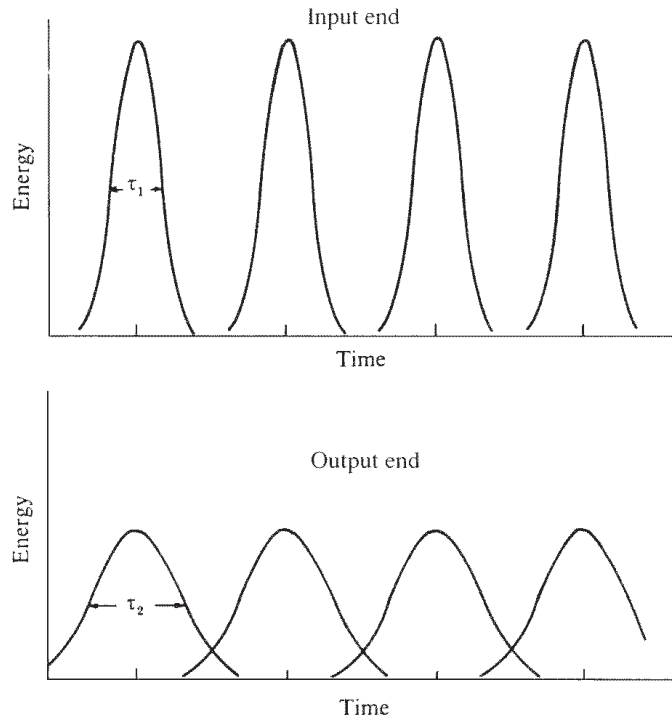 Input end
Energy
τ₁
Time
Output end
Energy
τ₂
Time